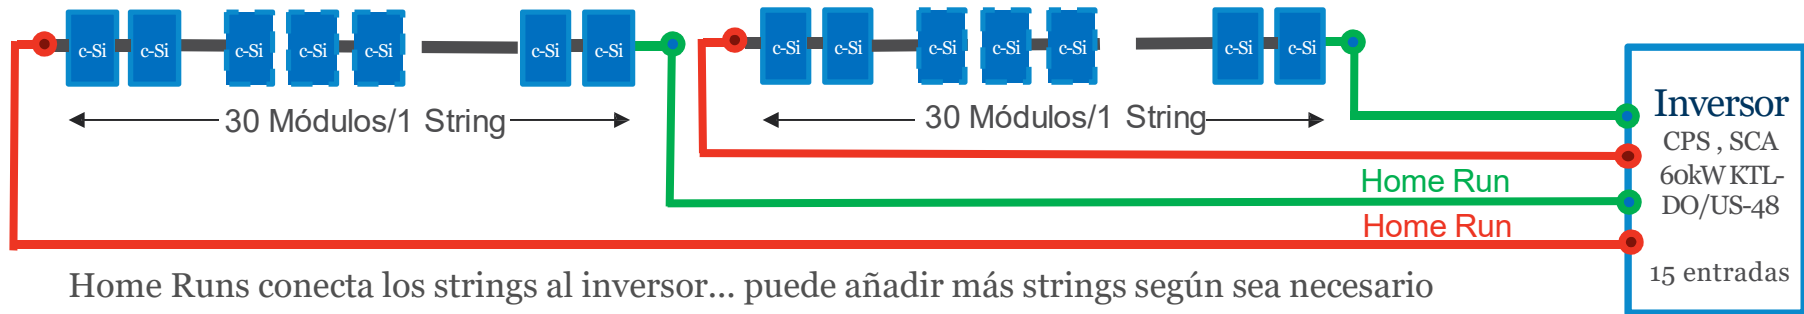 c-Si c-Si c-Si c-Si c-Si c-Si c-Si c-Si c-Si c-Si c-Si c-Si c-Si c-Si
30 Módulos/1 String 30 Módulos/1 String
Inversor
CPS , SCA
60kW KTL-
DO/US-48
15 entradas
Home Run
Home Run
Home Runs conecta los strings al inversor... puede añadir más strings según sea necesario